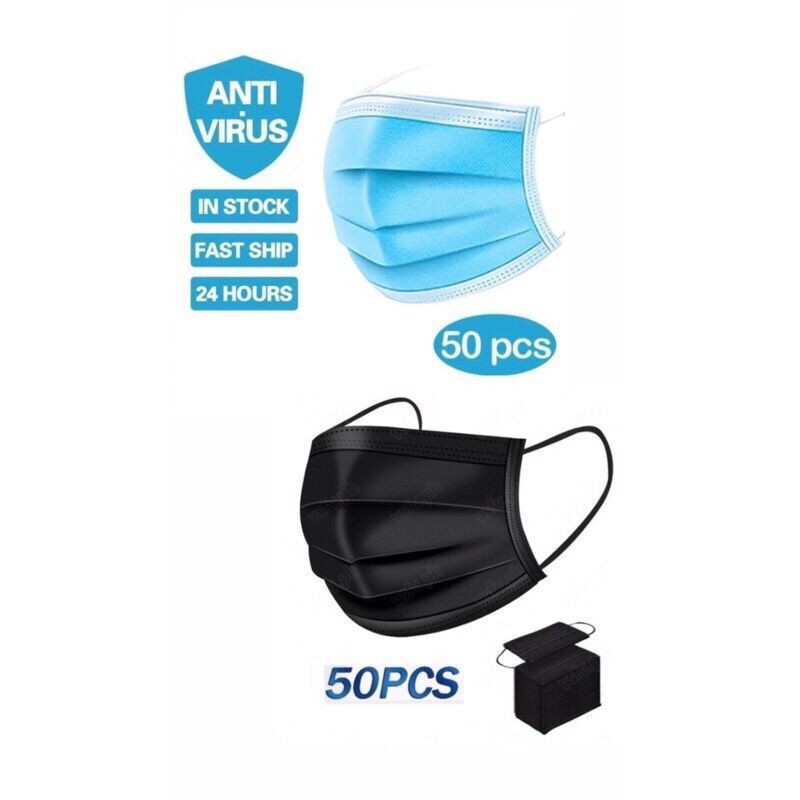 ANTI
VIRUS
IN STOCK
FAST SHIP
24 HOURS
50 pcs
50PCS